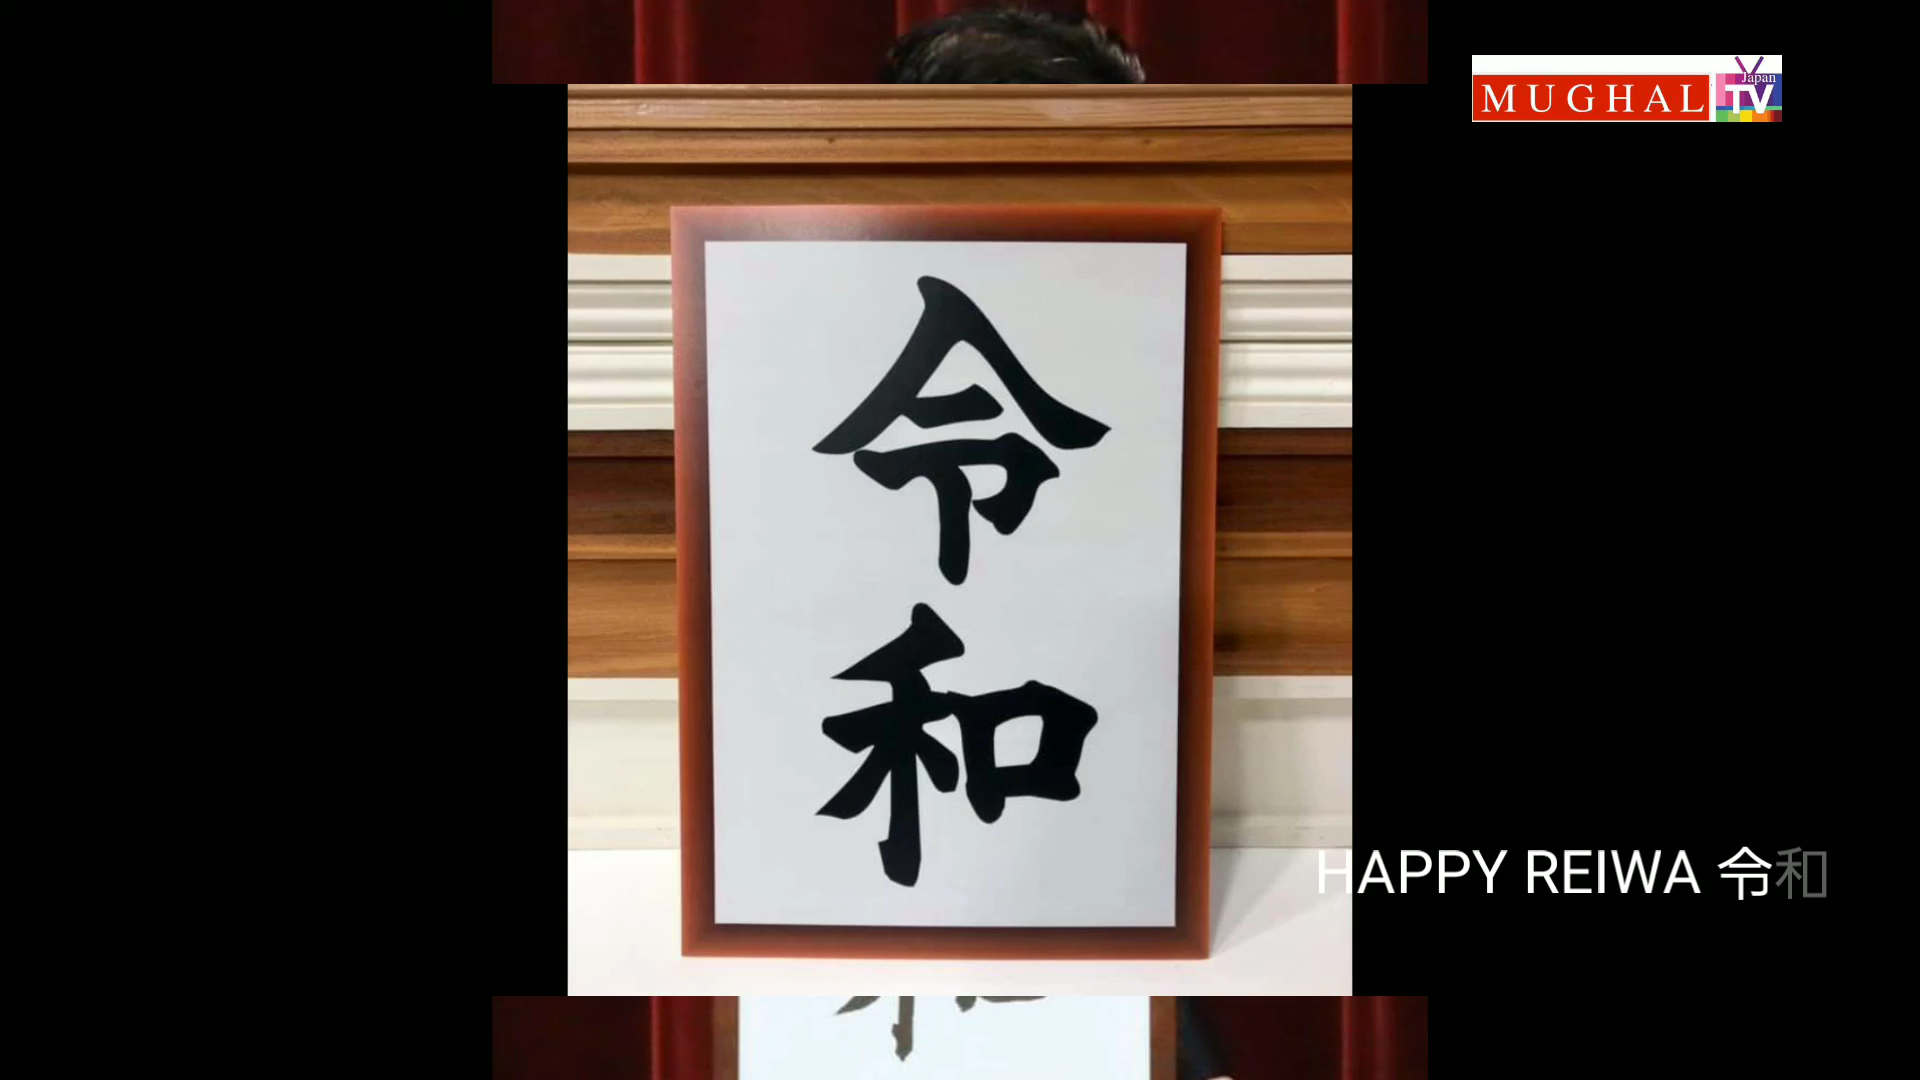 MUGHAL
Japan
TV
令
和
HAPPY REIWA 令和